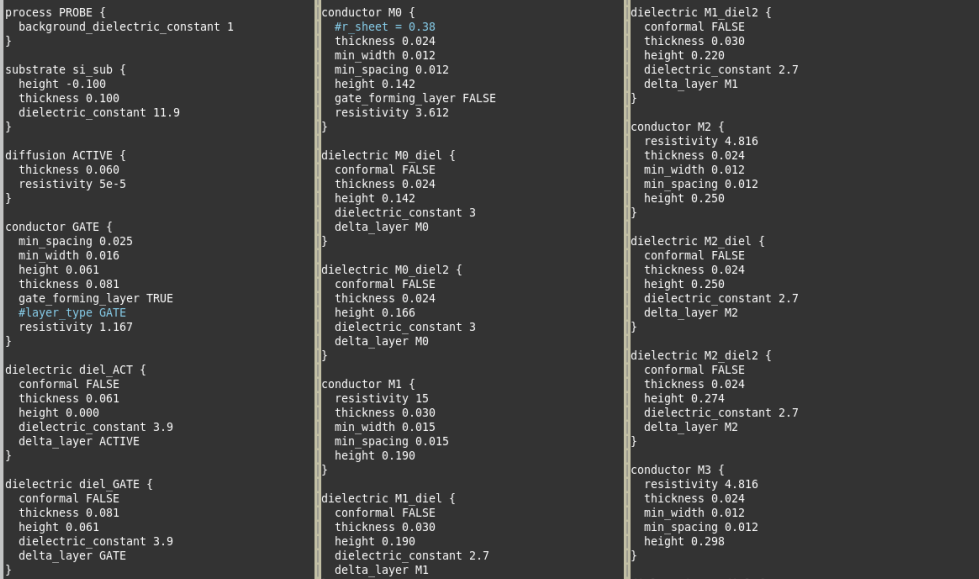 process PROBE {
  background_dielectric_constant 1
}

substrate si_sub {
  height -0.100
  thickness 0.100
  dielectric_constant 11.9
}

diffusion ACTIVE {
  thickness 0.060
  resistivity 5e-5
}

conductor GATE {
  min_spacing 0.025
  min_width 0.016
  height 0.061
  thickness 0.081
  gate_forming_layer TRUE
  #layer_type GATE
  resistivity 1.167
}

dielectric diel_ACT {
  conformal FALSE
  thickness 0.061
  height 0.000
  dielectric_constant 3.9
  delta_layer ACTIVE
}

dielectric diel_GATE {
  conformal FALSE
  thickness 0.081
  height 0.061
  dielectric_constant 3.9
  delta_layer GATE
}
conductor M0 {
  #r_sheet = 0.38
  thickness 0.024
  min_width 0.012
  min_spacing 0.012
  height 0.142
  gate_forming_layer FALSE
  resistivity 3.612
}

dielectric M0_diel {
  conformal FALSE
  thickness 0.024
  height 0.142
  dielectric_constant 3
  delta_layer M0
}

dielectric M0_diel2 {
  conformal FALSE
  thickness 0.024
  height 0.166
  dielectric_constant 3
  delta_layer M0
}

conductor M1 {
  resistivity 15
  thickness 0.030
  min_width 0.015
  min_spacing 0.015
  height 0.190
}

dielectric M1_diel {
  conformal FALSE
  thickness 0.030
  height 0.190
  dielectric_constant 2.7
  delta_layer M1
dielectric M1_diel2 {
  conformal FALSE
  thickness 0.030
  height 0.220
  dielectric_constant 2.7
  delta_layer M1
}

conductor M2 {
  resistivity 4.816
  thickness 0.024
  min_width 0.012
  min_spacing 0.012
  height 0.250
}

dielectric M2_diel {
  conformal FALSE
  thickness 0.024
  height 0.250
  dielectric_constant 2.7
  delta_layer M2
}

dielectric M2_diel2 {
  conformal FALSE
  thickness 0.024
  height 0.274
  dielectric_constant 2.7
  delta_layer M2
}

conductor M3 {
  resistivity 4.816
  thickness 0.024
  min_width 0.012
  min_spacing 0.012
  height 0.298
}